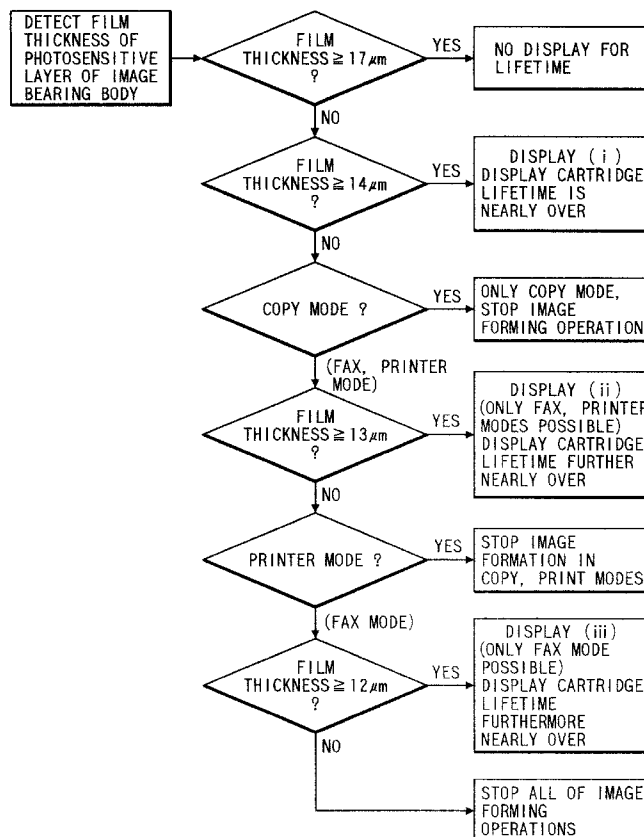 DETECT FILM
THICKNESS OF
PHOTOSENSITIVE
LAYER OF IMAGE
BEARING BODY
FILM
THICKNESS≧17μm
?
YES
NO DISPLAY FOR
LIFETIME
NO
FILM
THICKNESS≧14μm
?
YES
DISPLAY (i)
DISPLAY CARTRIDGE
LIFETIME IS
NEARLY OVER
NO
COPY MODE ?
YES
ONLY COPY MODE,
STOP IMAGE
FORMING OPERATION
(FAX, PRINTER
MODE)
FILM
THICKNESS≧13μm
?
YES
DISPLAY (ii)
(ONLY FAX, PRINTER
MODES POSSIBLE)
DISPLAY CARTRIDGE
LIFETIME FURTHER
NEARLY OVER
NO
PRINTER MODE ?
YES
STOP IMAGE
FORMATION IN
COPY, PRINT MODES
(FAX MODE)
FILM
THICKNESS≧12μm
?
YES
DISPLAY (iii)
(ONLY FAX MODE
POSSIBLE)
DISPLAY CARTRIDGE
LIFETIME
FURTHERMORE
NEARLY OVER
NO
STOP ALL OF IMAGE
FORMING
OPERATIONS